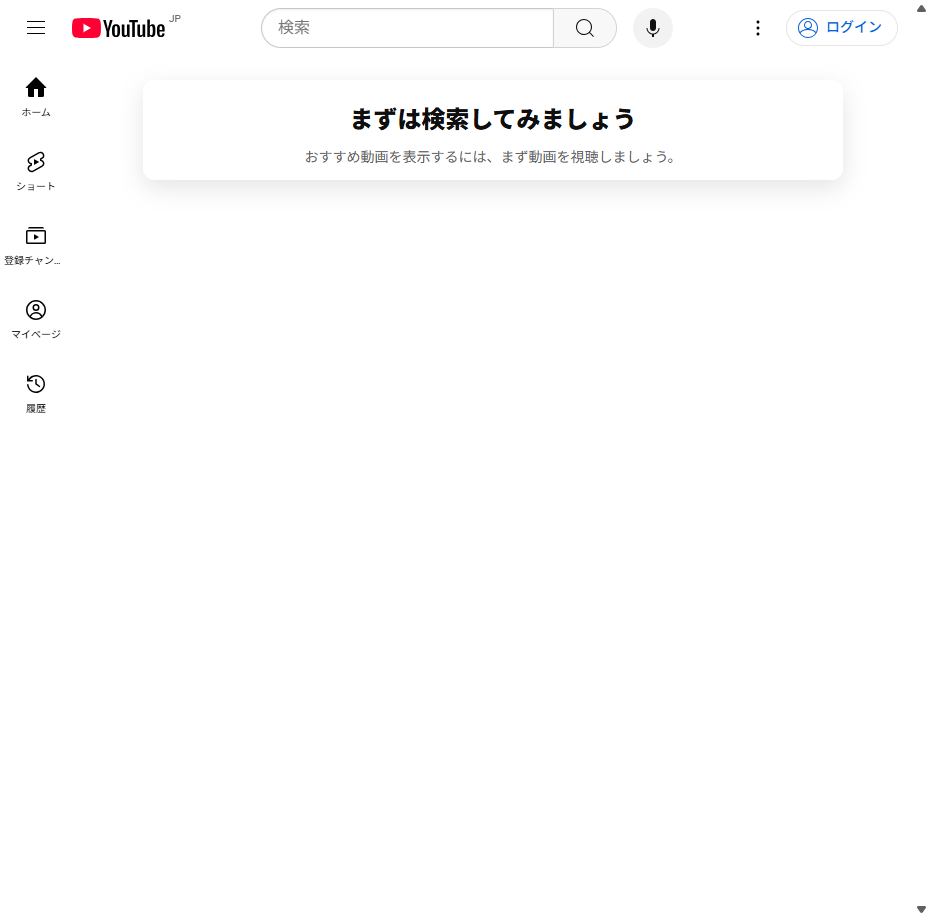 YouTube JP
検索
ログイン
ホーム
ショート
登録チャン...
マイページ
履歴
まずは検索してみましょう
おすすめ動画を表示するには、まず動画を視聴しましょう。